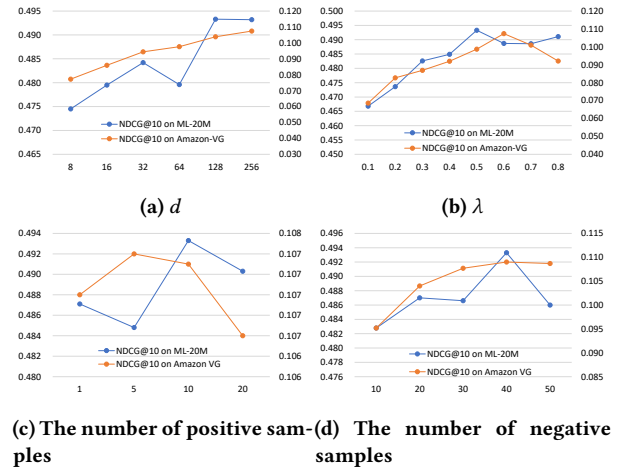 0.495 0.120
0.490 0.110
0.485 0.100
0.480 0.090
0.475 0.080
0.470 0.070
0.465 0.060
0.050
0.040
0.030
NDCG@10 on ML-20M
NDCG@10 on Amazon-VG
8 16 32 64 128 256
(a) d
0.500 0.120
0.495 0.110
0.490 0.100
0.485 0.090
0.480 0.080
0.475 0.070
0.470 0.060
0.465 0.050
0.460 0.040
0.455
0.450
NDCG@10 on ML-20M
NDCG@10 on Amazon-VG
0.1 0.2 0.3 0.4 0.5 0.6 0.7 0.8
(b) λ
0.494 0.108
0.492 0.107
0.490 0.107
0.488 0.107
0.484 0.107
0.482 0.106
0.480 0.106
NDCG@10 on ML-20M
NDCG@10 on Amazon VG
1 5 10 20
(c) The number of positive sam-
ples
0.496 0.115
0.494 0.110
0.492 0.105
0.490 0.100
0.488 0.095
0.486 0.090
0.484 0.085
0.482
0.480
0.478
0.476
NDCG@10 on ML-20M
NDCG@10 on Amazon VG
10 20 30 40 50
(d) The number of negative
samples